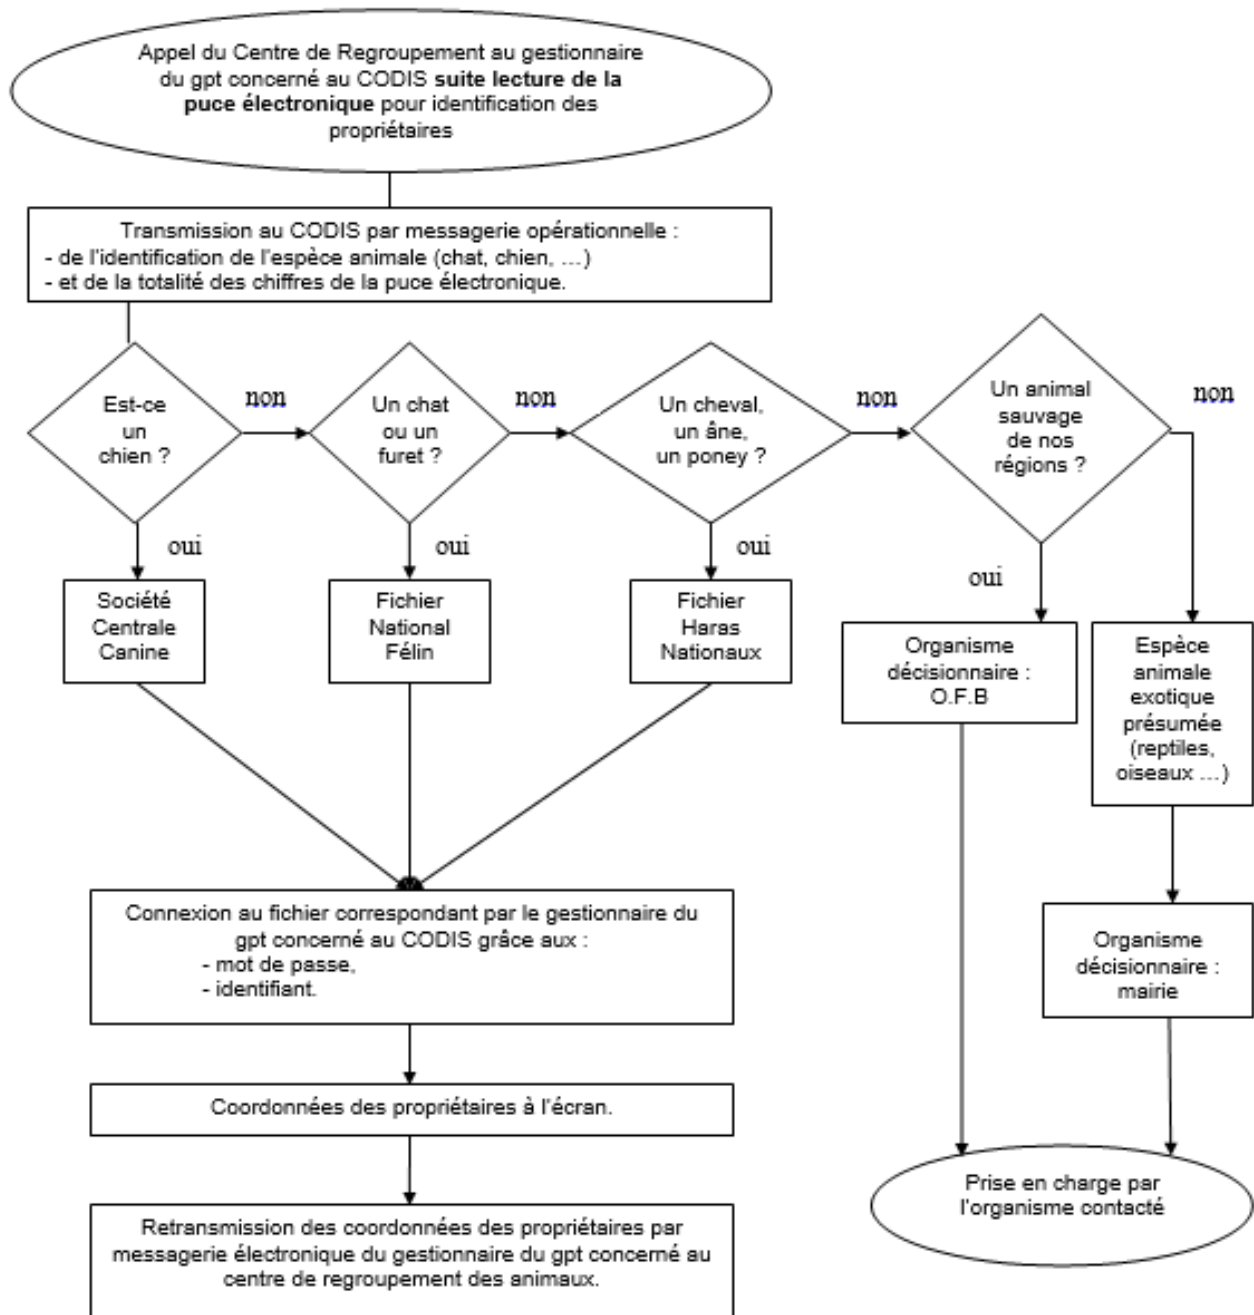 Appel du Centre de Regroupement au gestionnaire
du gpt concerné au CODIS suite lecture de la
puce électronique pour identification des
propriétaires
Transmission au CODIS par messagerie opérationnelle :
- de l'identification de l'espèce animale (chat, chien, ...)
- et de la totalité des chiffres de la puce électronique.
Est-ce
un
chien ?
non
Un chat
ou un
furet ?
non
Un cheval,
un âne,
un poney ?
non
Un animal
sauvage
de nos
régions ?
non
oui
oui
oui
oui
Société
Centrale
Canine
Fichier
National
Félin
Fichier
Haras
Nationaux
Organisme
décisionnaire :
O.F.B
Espèce
animale
exotique
présumée
(reptiles,
oiseaux ...)
Connexion au fichier correspondant par le gestionnaire du
gpt concerné au CODIS grâce aux :
- mot de passe,
- identifiant.
Organisme
décisionnaire :
mairie
Coordonnées des propriétaires à l'écran.
Prise en charge par
l'organisme contacté
Retransmission des coordonnées des propriétaires par
messagerie électronique du gestionnaire du gpt concerné au
centre de regroupement des animaux.